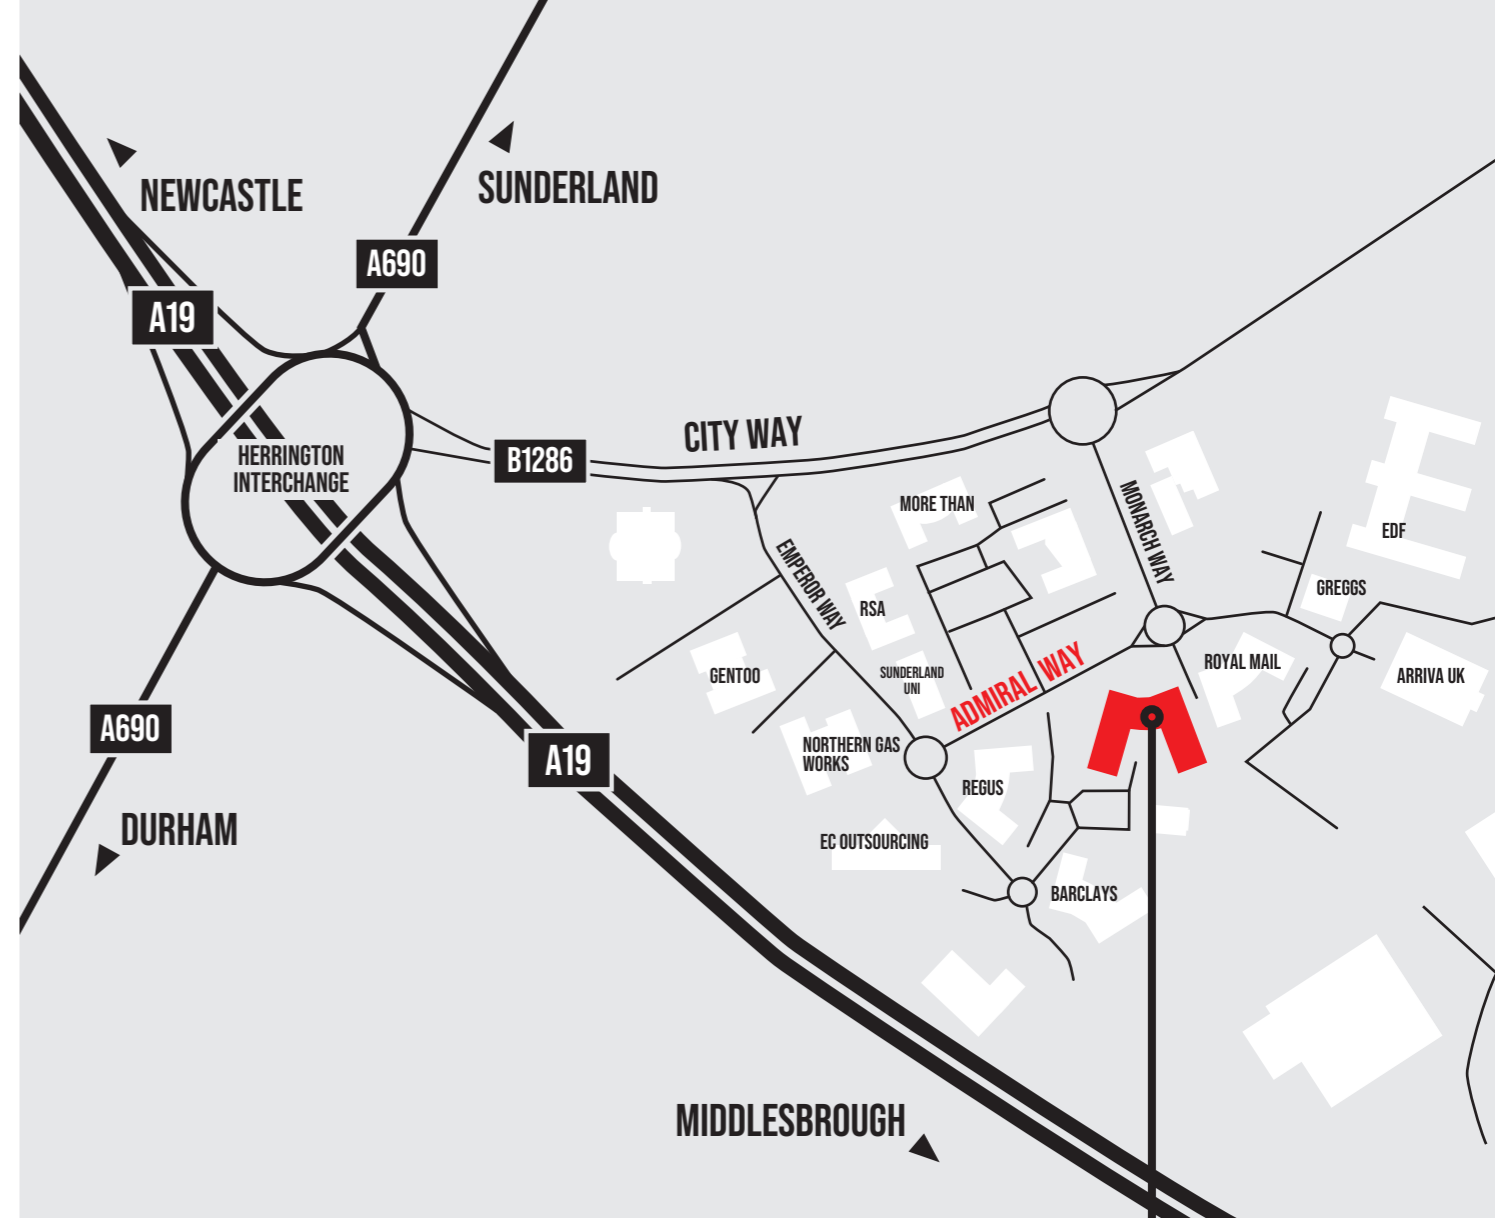 NEWCASTLE
SUNDERLAND
A690
A19
HERRINGTON
INTERCHANGE
B1286
CITY WAY
MORE THAN
MONARCH WAY
EDF
EMPEROR WAY
GREGGS
RSA
GENTOO
SUNDERLAND
UNI
ADMIRAL WAY
ROYAL MAIL
ARRIVA UK
A690
NORTHERN GAS
WORKS
A19
REGUS
DURHAM
EC OUTSOURCING
BARCLAYS
MIDDLESBROUGH